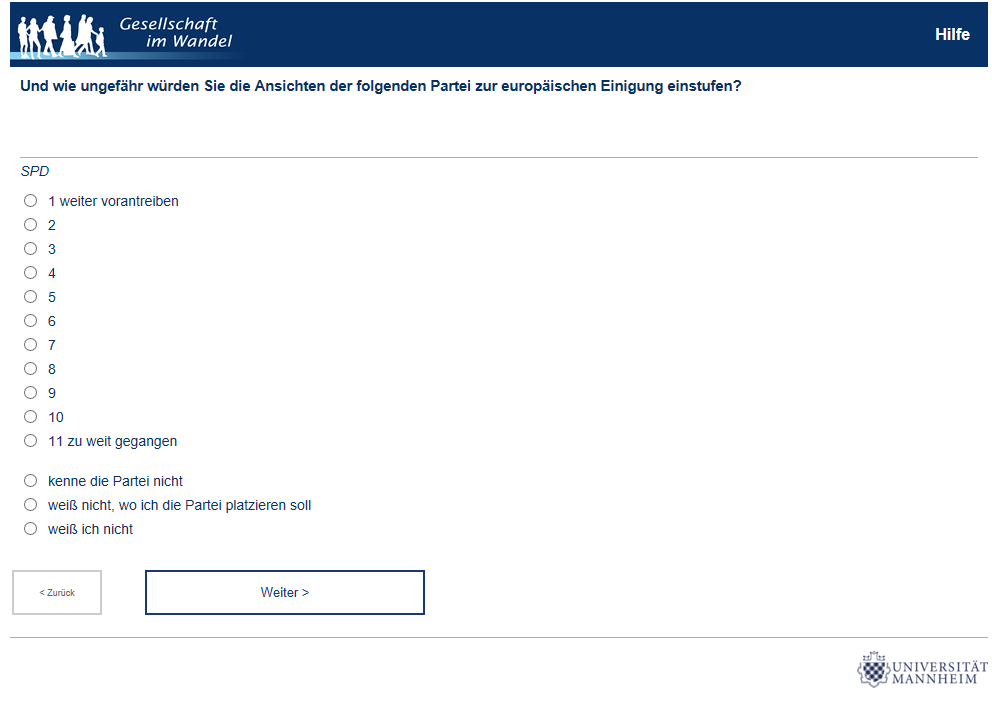 Gesellschaft
im Wandel
Hilfe
Und wie ungefähr würden Sie die Ansichten der folgenden Partei zur europäischen Einigung einstufen?
SPD
1 weiter vorantreiben
2
3
4
5
6
7
8
9
10
11 zu weit gegangen
kenne die Partei nicht
weiß nicht, wo ich die Partei platzieren soll
weiß ich nicht
< Zurück
Weiter >
UNIVERSITÄT
MANNHEIM